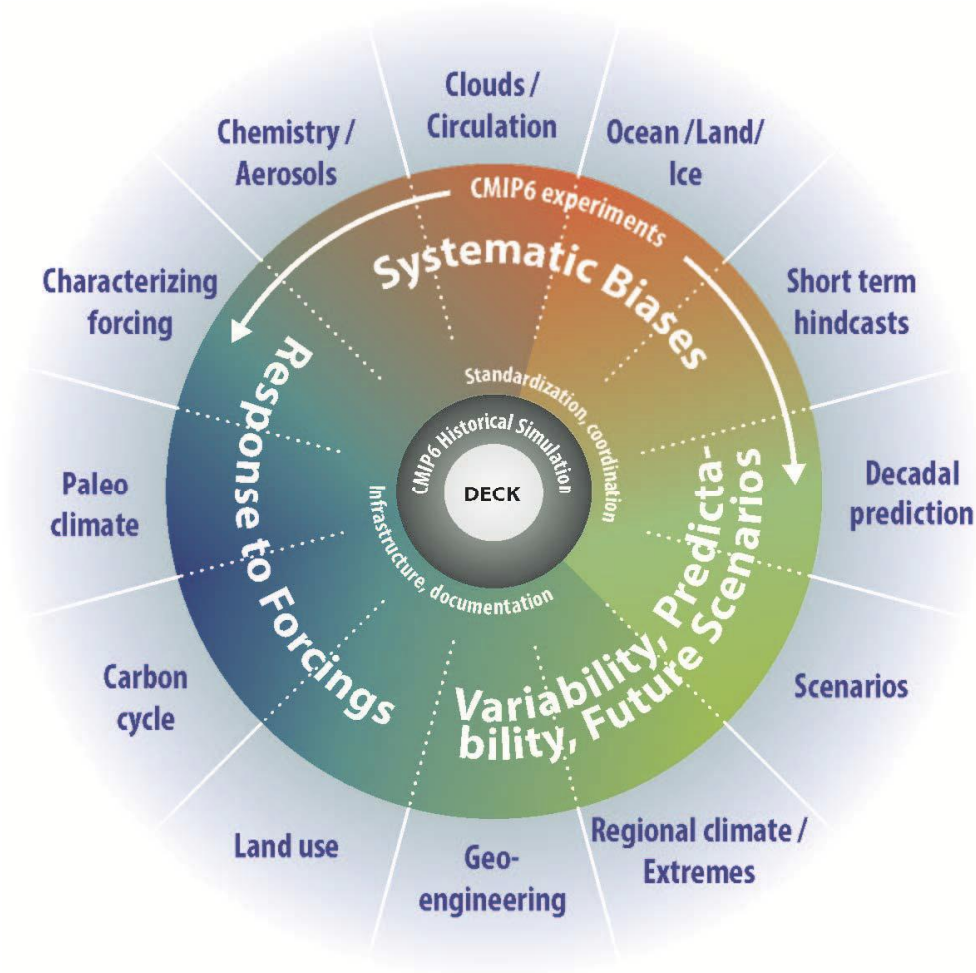 Clouds /
Circulation
Ocean /Land/
Ice
Short term
hindcasts
Decadal
prediction
Scenarios
Regional climate /
Extremes
Geo-
engineering
Land use
Carbon
cycle
Paleo
climate
Characterizing
forcing
Chemistry /
Aerosols
CMIP6 experiments
Systematic Biases
Variability, Predicta-
bility, Future Scenarios
Response to Forcings
Standardization, coordination
Infrastructure, documentation
CMIP6 Historical Simulation
DECK